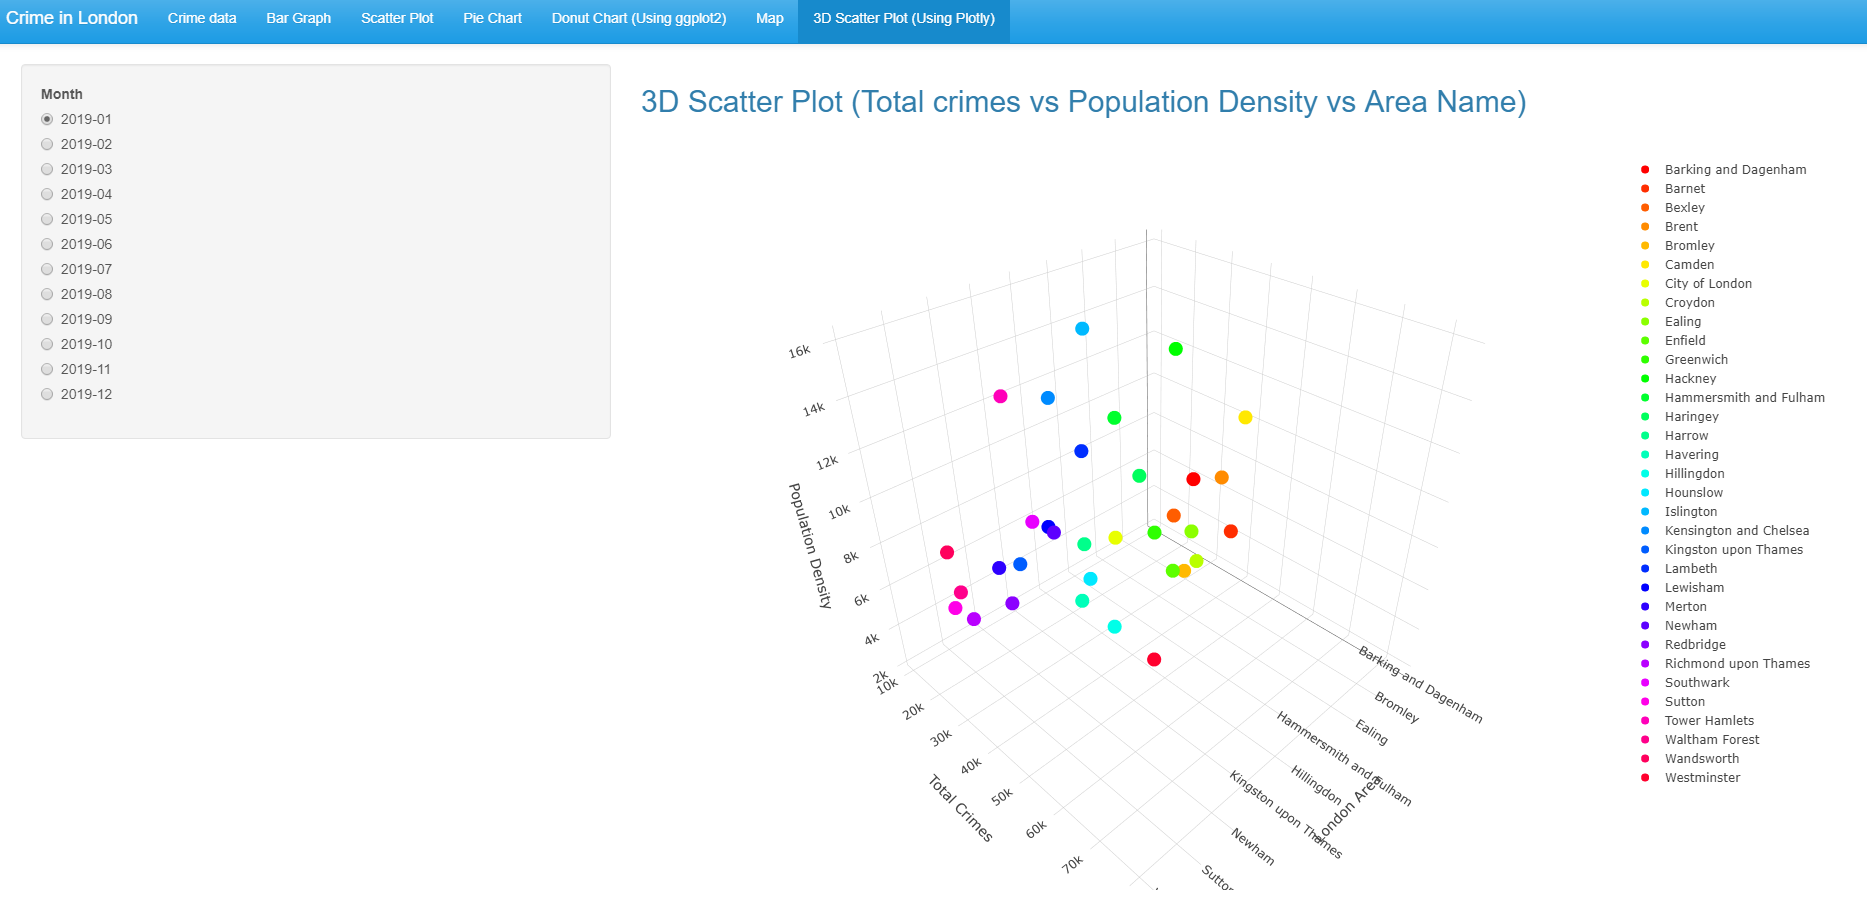 Crime in London Crime data Bar Graph Scatter Plot Pie Chart Donut Chart (Using ggplot2) Map 3D Scatter Plot (Using Plotly)
Month
2019-01
2019-02
2019-03
2019-04
2019-05
2019-06
2019-07
2019-08
2019-09
2019-10
2019-11
2019-12
3D Scatter Plot (Total crimes vs Population Density vs Area Name)
16k
14k
12k
10k
8k
6k
4k
2k
Population Density
10k
20k
30k
40k
50k
60k
70k
Total Crimes
Barking and Dagenham
Bromley
Ealing
Hammersmith and Fulham
Hillingdon
Kingston upon Thames
Newham
Sutton
London Area
Barking and Dagenham
Barnet
Bexley
Brent
Bromley
Camden
City of London
Croydon
Ealing
Enfield
Greenwich
Hackney
Hammersmith and Fulham
Haringey
Harrow
Havering
Hillingdon
Hounslow
Islington
Kensington and Chelsea
Kingston upon Thames
Lambeth
Lewisham
Merton
Newham
Redbridge
Richmond upon Thames
Southwark
Sutton
Tower Hamlets
Waltham Forest
Wandsworth
Westminster